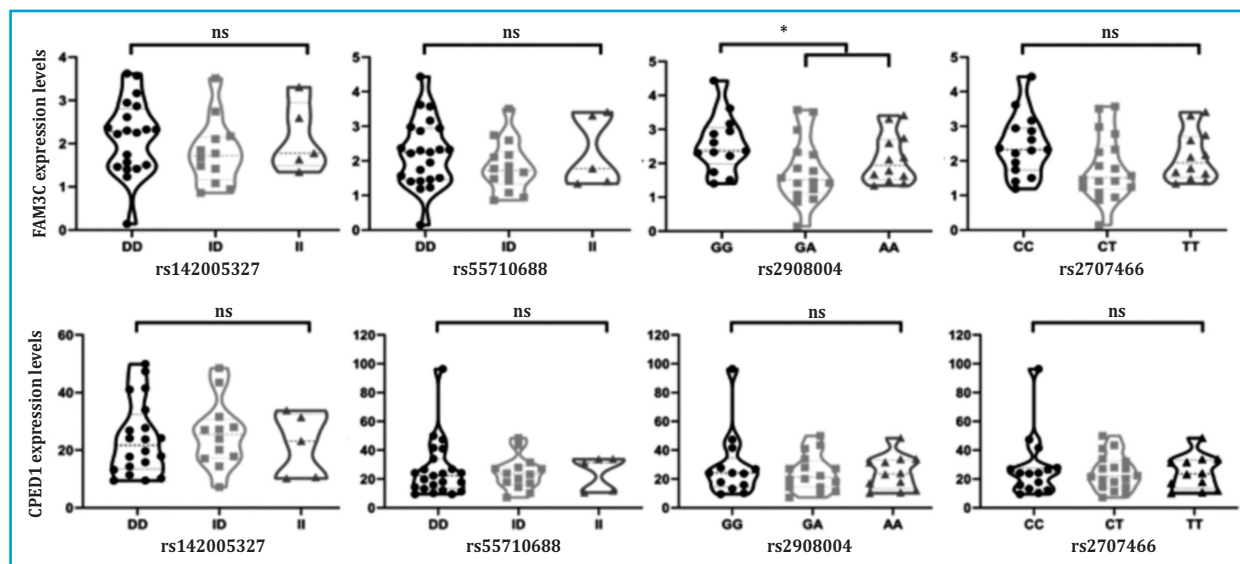 ns ns * ns
FAM3C expression levels
4 5 5 5
4 4 4
3
3 3 3
2
2 2 2
1
1 1 1
0 0 0 0
DD ID II DD ID II GG GA AA CC CT TT
rs142005327 rs55710688 rs2908004 rs2707466
ns ns ns ns
CPED1 expression levels
60 120 120 120
100 100 100
40
80 80 80
60 60 60
20
40 40 40
20 20 20
0 0 0 0
DD ID II DD ID II GG GA AA CC CT TT
rs142005327 rs55710688 rs2908004 rs2707466